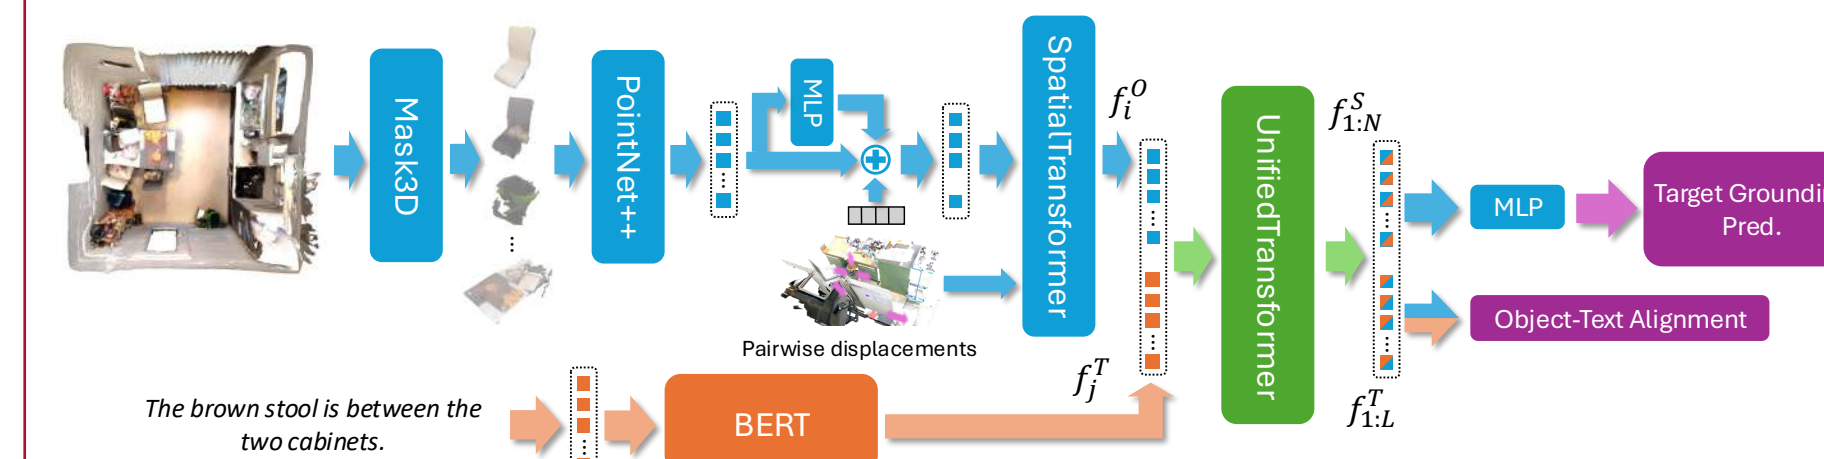 Mask3D
PointNet++
MLP
SpatialTransformer
Pairwise displacements
f_i^O
f_j^T
UnifiedTransformer
f_{1:N}^S
f_{1:L}^T
MLP
Target Groundin
Pred.
Object-Text Alignment
The brown stool is between the
two cabinets.
BERT